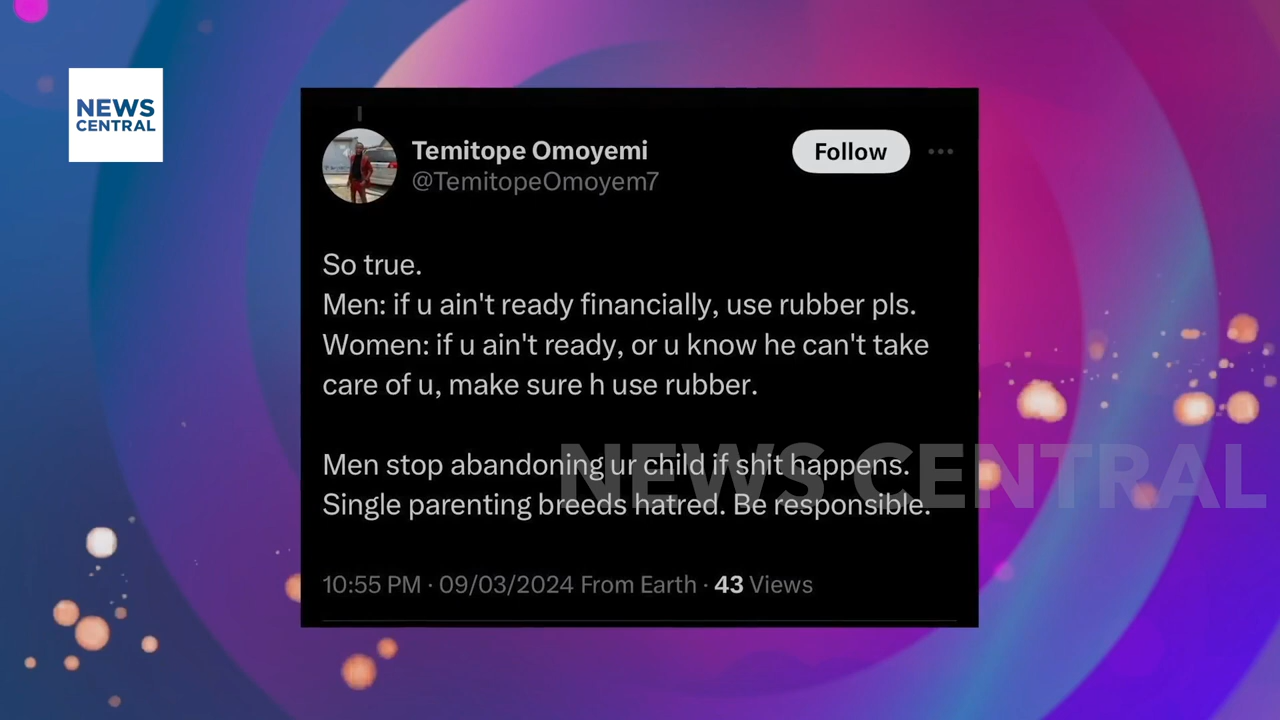 NEWS
CENTRAL
Temitope Omoyemi
@TemitopeOmoyem7
Follow
So true.
Men: if u ain't ready financially, use rubber pls.
Women: if u ain't ready, or u know he can't take
care of u, make sure h use rubber.
Men stop abandoning ur child if shit happens.
Single parenting breeds hatred. Be responsible.
NEWS CENTRAL
10:55 PM · 09/03/2024 From Earth · 43 Views